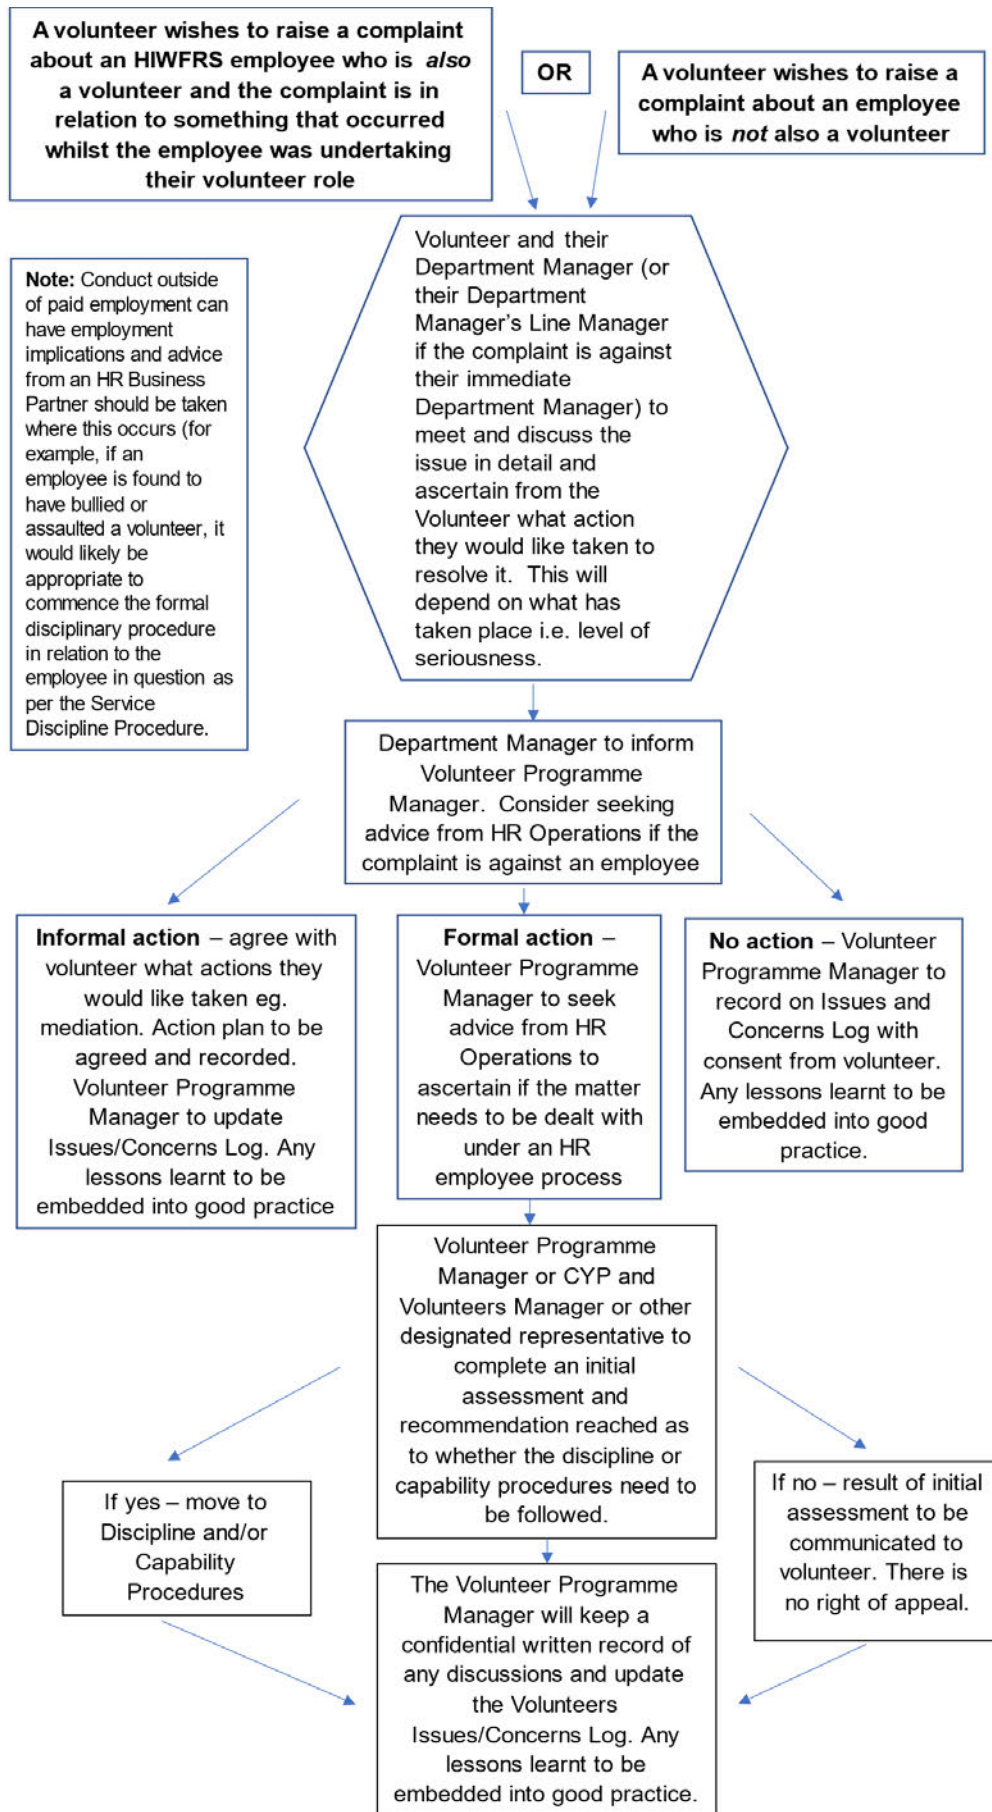 A volunteer wishes to raise a complaint
about an HIWFRS employee who is also
a volunteer and the complaint is in
relation to something that occurred
whilst the employee was undertaking
their volunteer role
OR
A volunteer wishes to raise a
complaint about an employee
who is not also a volunteer
Volunteer and their
Department Manager (or
their Department
Manager's Line Manager
if the complaint is against
their immediate
Department Manager) to
meet and discuss the
issue in detail and
ascertain from the
Volunteer what action
they would like taken to
resolve it. This will
depend on what has
taken place i.e. level of
seriousness.
Note: Conduct outside
of paid employment can
have employment
implications and advice
from an HR Business
Partner should be taken
where this occurs (for
example, if an
employee is found to
have bullied or
assaulted a volunteer, it
would likely be
appropriate to
commence the formal
disciplinary procedure
in relation to the
employee in question as
per the Service
Discipline Procedure.
Department Manager to inform
Volunteer Programme
Manager. Consider seeking
advice from HR Operations if the
complaint is against an employee
Informal action – agree with
volunteer what actions they
would like taken eg.
mediation. Action plan to be
agreed and recorded.
Volunteer Programme
Manager to update
Issues/Concerns Log. Any
lessons learnt to be
embedded into good practice
Formal action –
Volunteer Programme
Manager to seek
advice from HR
Operations to
ascertain if the matter
needs to be dealt with
under an HR
employee process
No action – Volunteer
Programme Manager to
record on Issues and
Concerns Log with
consent from volunteer.
Any lessons learnt to be
embedded into good
practice.
Volunteer Programme
Manager or CYP and
Volunteers Manager or other
designated representative to
complete an initial
assessment and
recommendation reached as
to whether the discipline or
capability procedures need to
be followed.
If yes – move to
Discipline and/or
Capability
Procedures
If no – result of initial
assessment to be
communicated to
volunteer. There is
no right of appeal.
The Volunteer Programme
Manager will keep a
confidential written record of
any discussions and update
the Volunteers
Issues/Concerns Log. Any
lessons learnt to be
embedded into good practice.